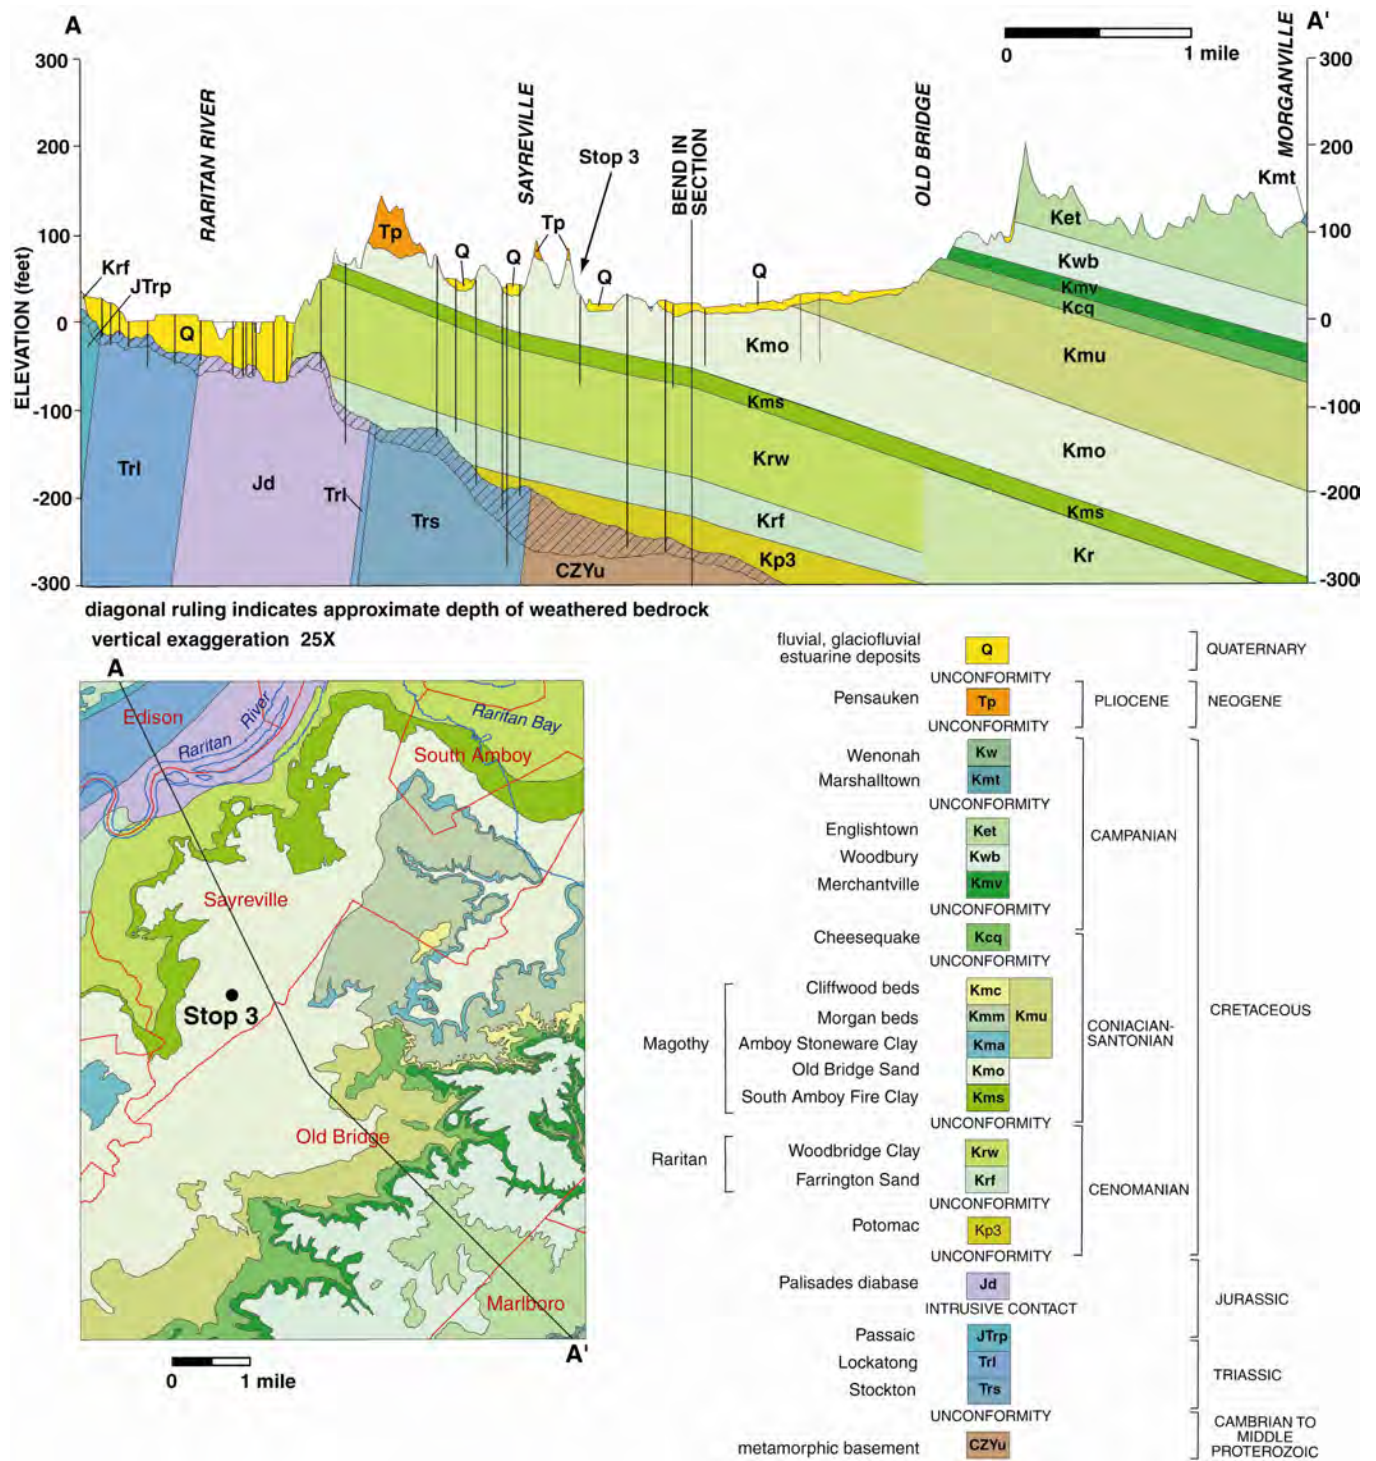 A
A'
0
1 mile
300
200
100
0
-100
-200
-300
ELEVATION (feet)
RARITAN RIVER
SAYREVILLE
Stop 3
BEND IN
SECTION
OLD BRIDGE
MORGANVILLE
300
200
100
0
-100
-200
-300
Krf
JTrp
Q
Tp
Q
Q
Tp
Q
Q
Kmt
Ket
Kwb
Kmv
Kcq
Kmu
Kmo
Kmo
Kms
Kms
Krw
Krf
Kr
Kp3
Trl
Jd
Trl
Trs
CZYu
diagonal ruling indicates approximate depth of weathered bedrock
vertical exaggeration 25X
A
Edison
Raritan River
Raritan Bay
South Amboy
Sayreville
Stop 3
Old Bridge
Marlboro
A'
0
1 mile
fluvial, glaciofluvial
estuarine deposits
Q
QUATERNARY
UNCONFORMITY
Pensauken
Tp
PLIOCENE
NEOGENE
UNCONFORMITY
Wenonah
Kw
Marshalltown
Kmt
UNCONFORMITY
Englishtown
Ket
CAMPANIAN
Woodbury
Kwb
Merchantville
Kmv
UNCONFORMITY
Cheesequake
Kcq
UNCONFORMITY
Cliffwood beds
Kmc
Morgan beds
Kmm
Kmu
Magothy
Amboy Stoneware Clay
Kma
CONIACIAN-
SANTONIAN
CRETACEOUS
Old Bridge Sand
Kmo
South Amboy Fire Clay
Kms
UNCONFORMITY
Raritan
Woodbridge Clay
Krw
Farrington Sand
Krf
CENOMANIAN
UNCONFORMITY
Potomac
Kp3
UNCONFORMITY
Palisades diabase
Jd
JURASSIC
INTRUSIVE CONTACT
Passaic
JTrp
Lockatong
Trl
TRIASSIC
Stockton
Trs
UNCONFORMITY
metamorphic basement
CZYu
CAMBRIAN TO
MIDDLE
PROTEROZOIC